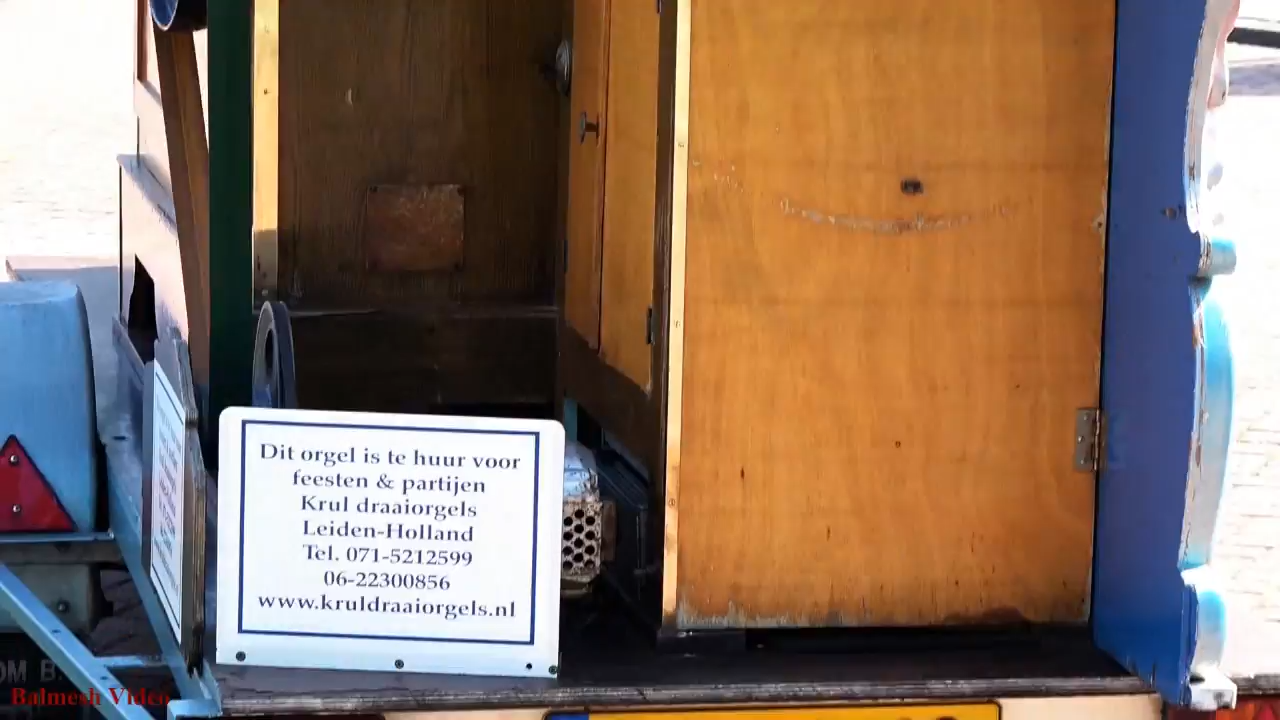 Dit orgel is te huur voor
feesten & partijen
Krul draaiorgels
Leiden-Holland
Tel. 071-5212599
06-22300856
www.kruldraaiorgels.nl
OM B.
Balmesh Video